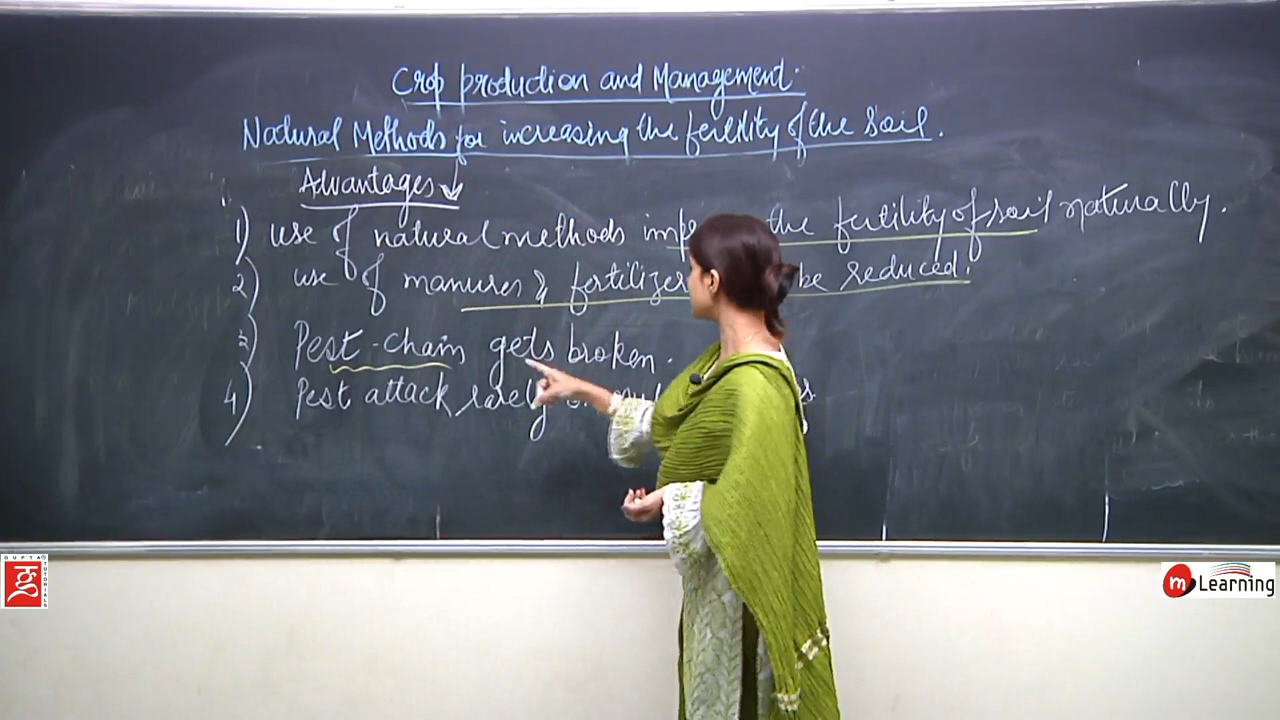 Crop production and Management.
Natural Methods for increasing the fertility of the soil.
Advantages
1) use of natural methods imp the fertility of soil naturally.
2) use of manures & fertilizer be reduced.
3) Pest-chain gets broken.
4) Pest attack rarely
GUPTA TUTORIALS
m Learning